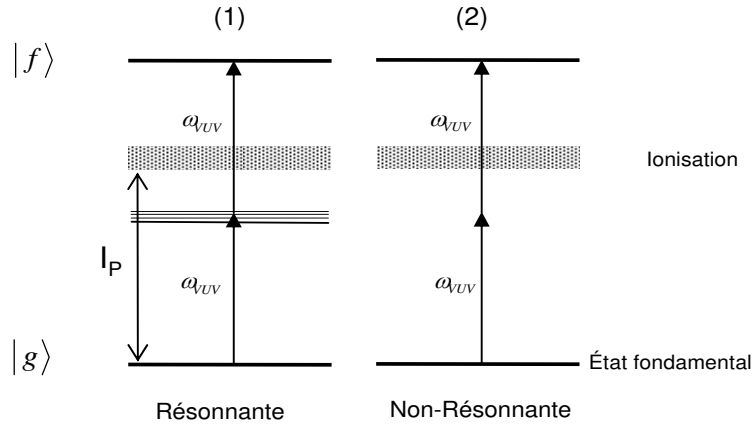 (1) (2)
|f⟩
ω_VUV ω_VUV
Ionisation
I_P
ω_VUV ω_VUV
|g⟩
État fondamental
Résonnante Non-Résonnante